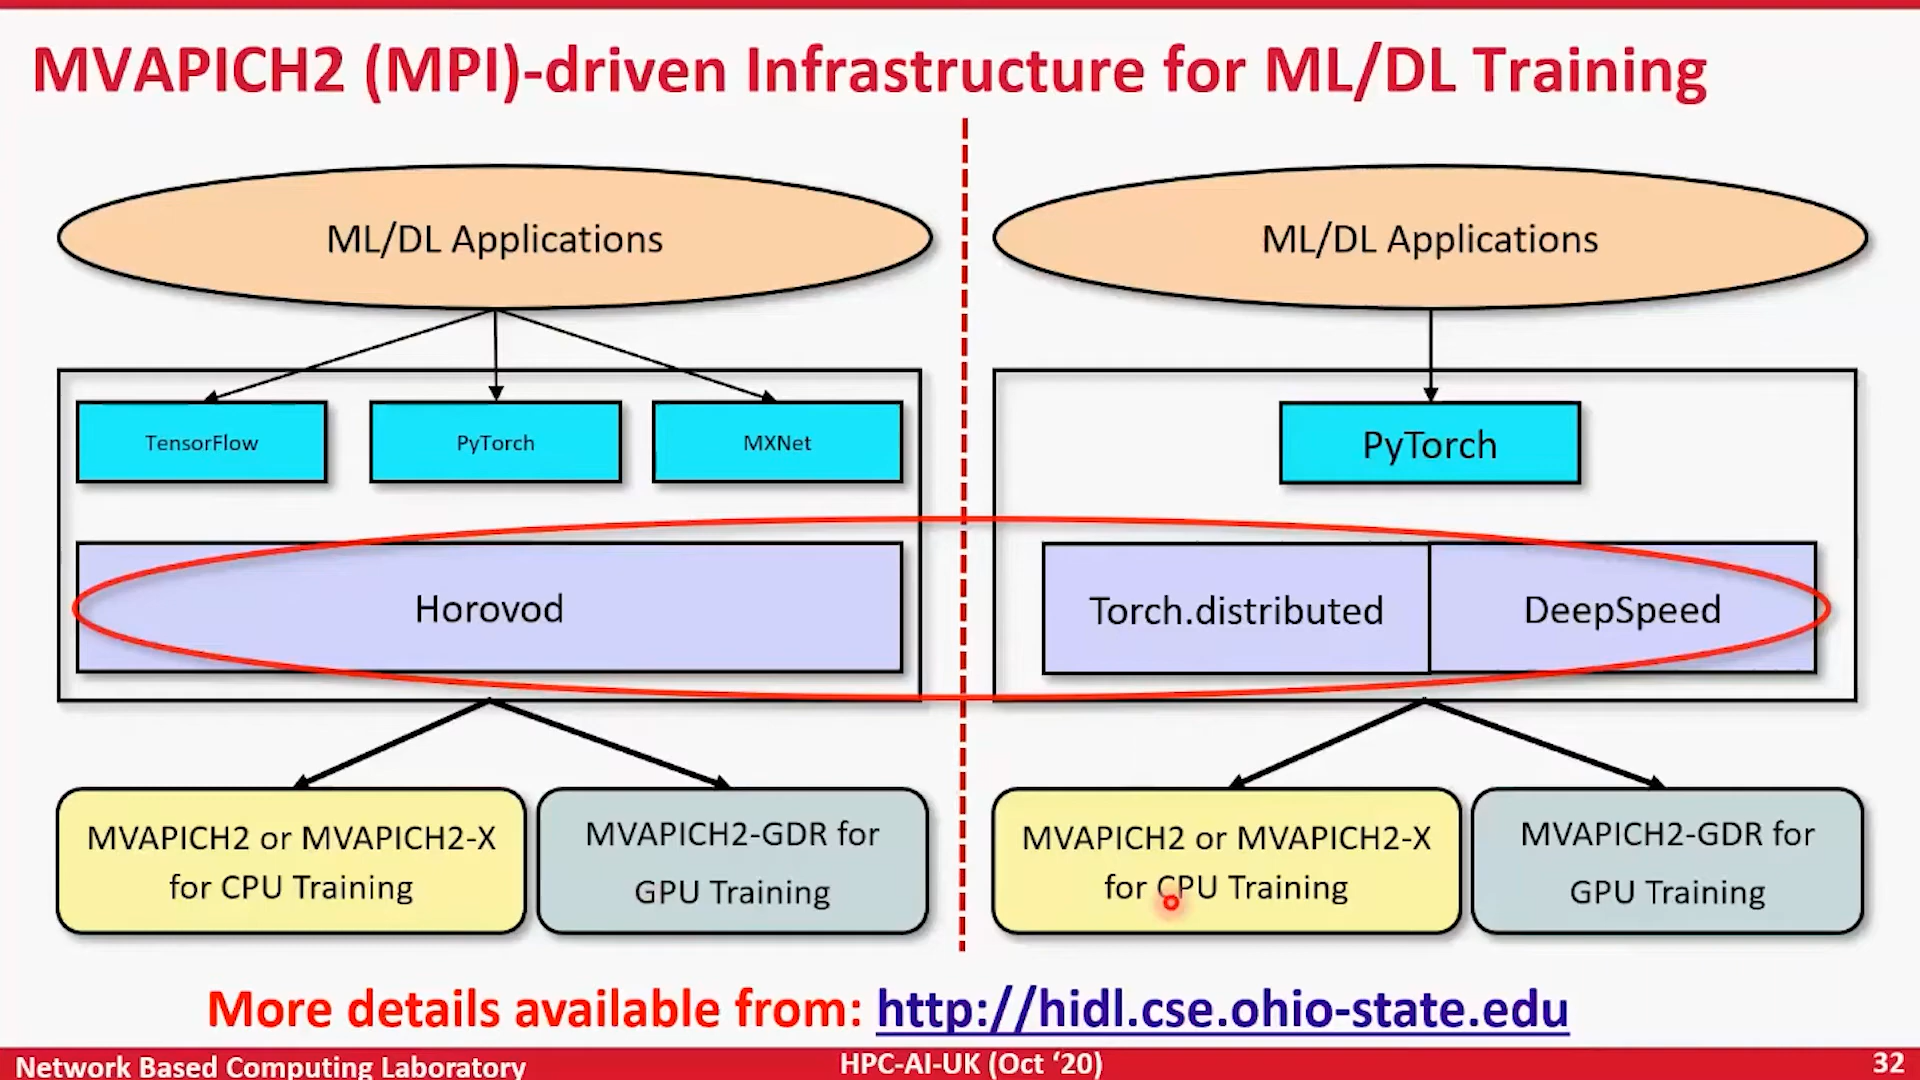 MVAPICH2 (MPI)-driven Infrastructure for ML/DL Training
ML/DL Applications
TensorFlow
PyTorch
MXNet
Horovod
MVAPICH2 or MVAPICH2-X
for CPU Training
MVAPICH2-GDR for
GPU Training
ML/DL Applications
PyTorch
Torch.distributed
DeepSpeed
MVAPICH2 or MVAPICH2-X
for CPU Training
MVAPICH2-GDR for
GPU Training
More details available from: http://hidl.cse.ohio-state.edu
Network Based Computing Laboratory
HPC-AI-UK (Oct ‘20)
32